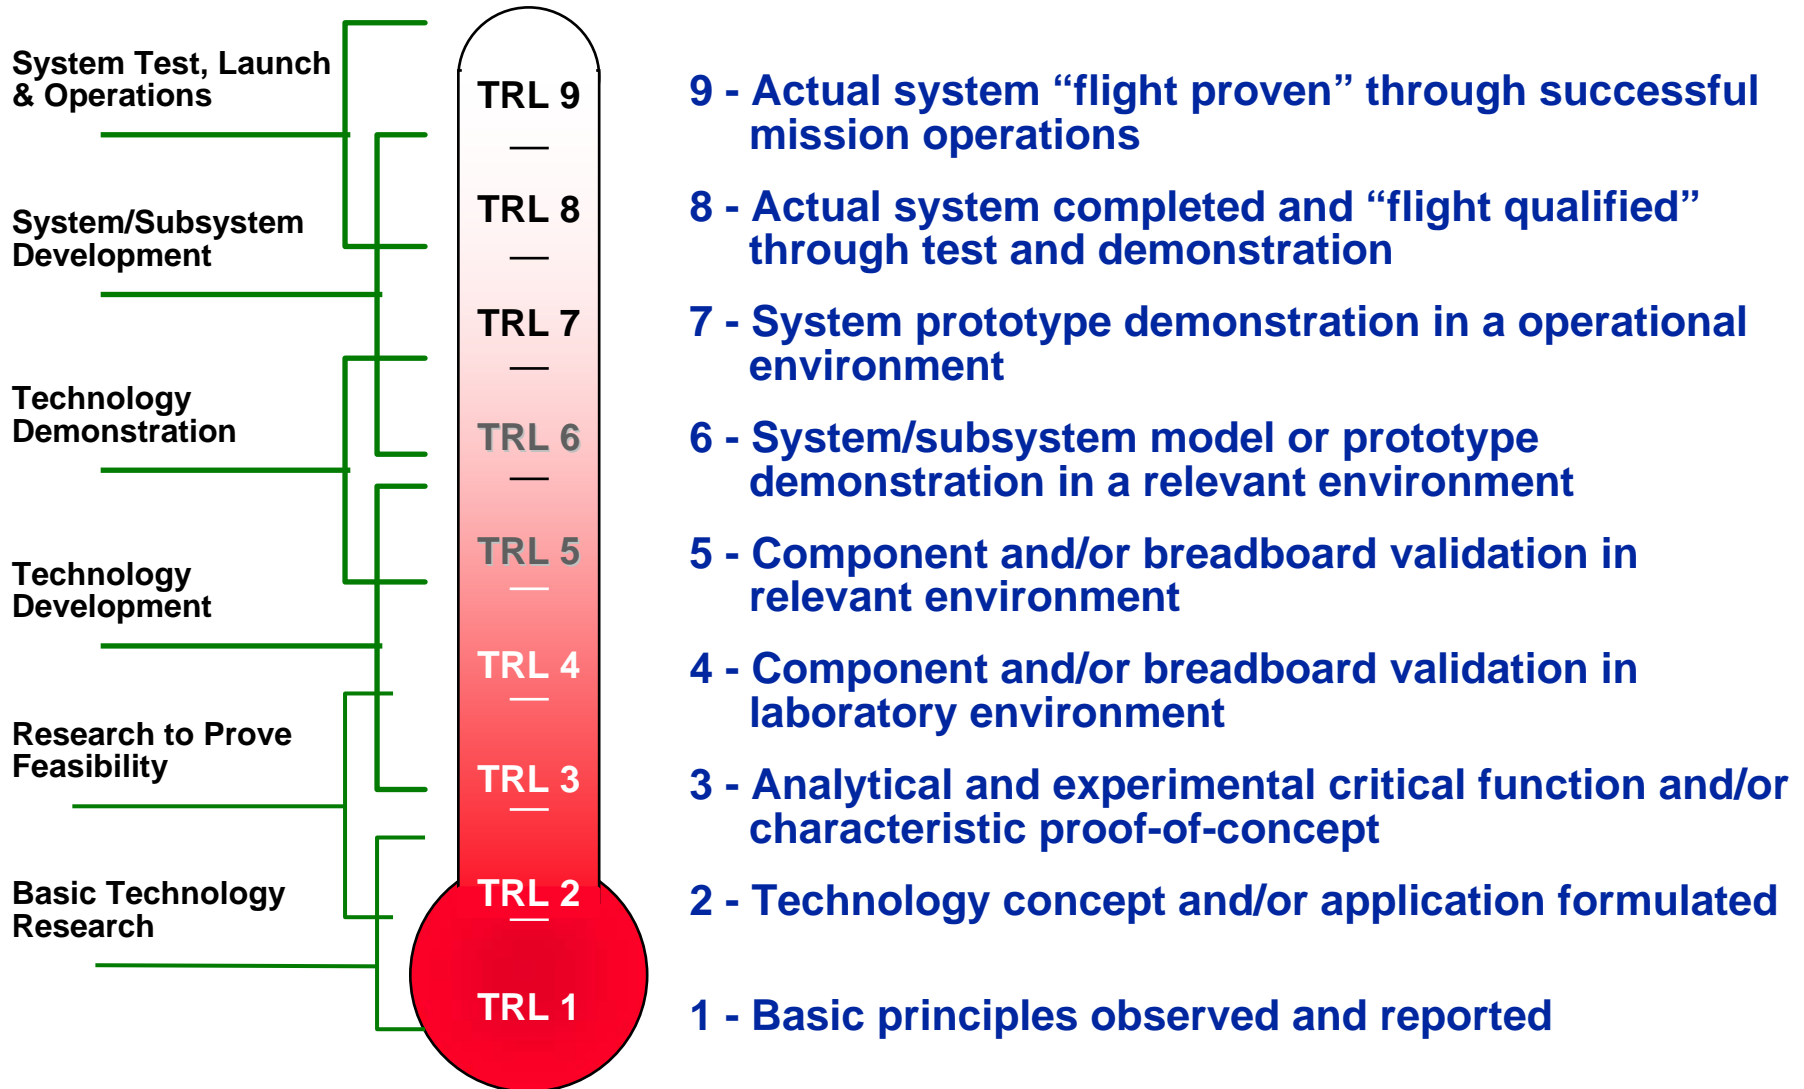 System Test, Launch
& Operations
System/Subsystem
Development
Technology
Demonstration
Technology
Development
Research to Prove
Feasibility
Basic Technology
Research
TRL 9
TRL 8
TRL 7
TRL 6
TRL 5
TRL 4
TRL 3
TRL 2
TRL 1
9 - Actual system “flight proven” through successful
mission operations
8 - Actual system completed and “flight qualified”
through test and demonstration
7 - System prototype demonstration in a operational
environment
6 - System/subsystem model or prototype
demonstration in a relevant environment
5 - Component and/or breadboard validation in
relevant environment
4 - Component and/or breadboard validation in
laboratory environment
3 - Analytical and experimental critical function and/or
characteristic proof-of-concept
2 - Technology concept and/or application formulated
1 - Basic principles observed and reported